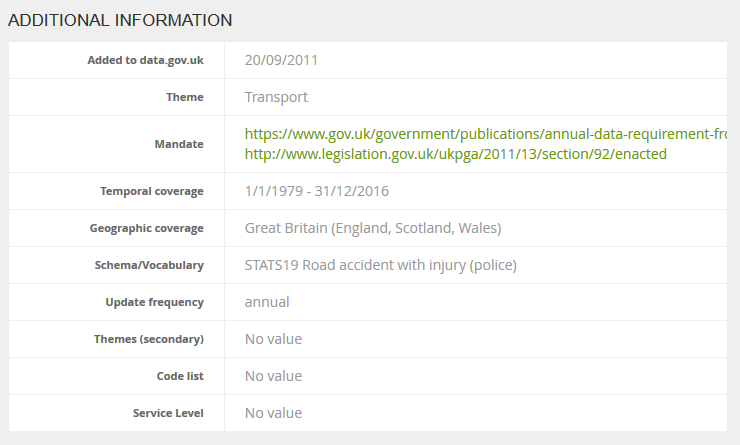 ADDITIONAL INFORMATION
Added to data.gov.uk 20/09/2011
Theme Transport
Mandate https://www.gov.uk/government/publications/annual-data-requirement-fro
http://www.legislation.gov.uk/ukpga/2011/13/section/92/enacted
Temporal coverage 1/1/1979 - 31/12/2016
Geographic coverage Great Britain (England, Scotland, Wales)
Schema/Vocabulary STATS19 Road accident with injury (police)
Update frequency annual
Themes (secondary) No value
Code list No value
Service Level No value